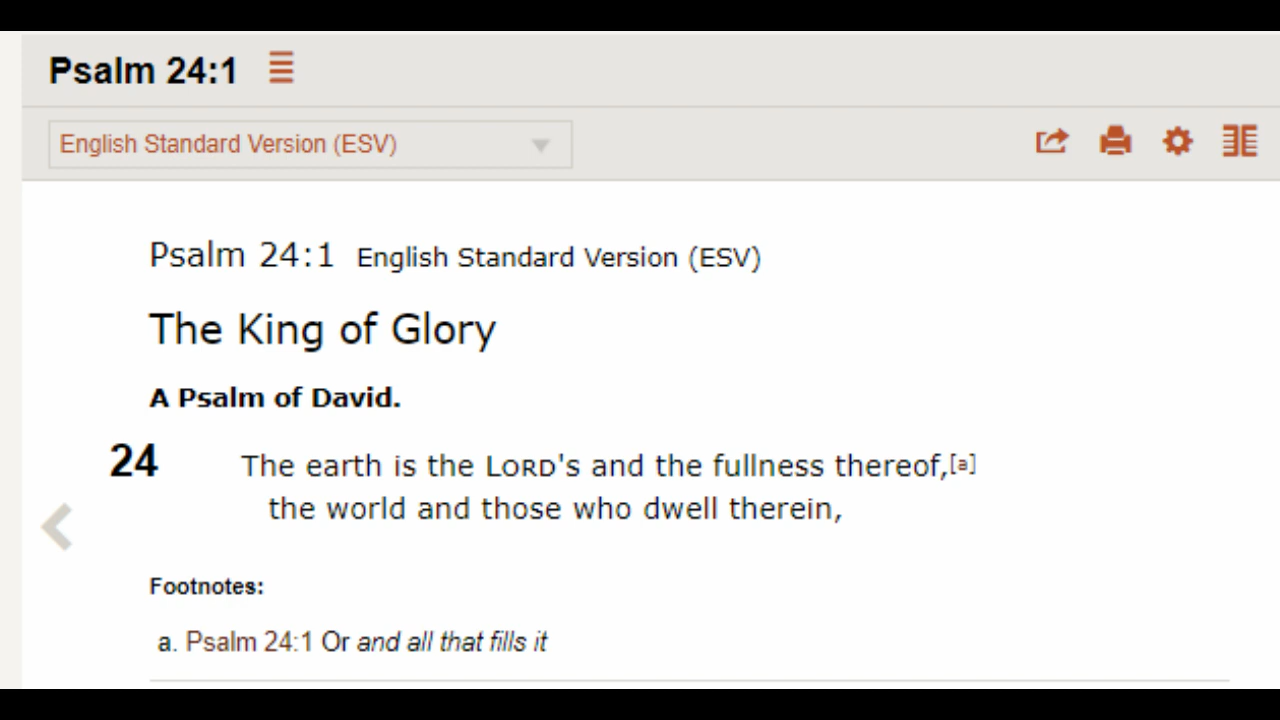 Psalm 24:1
English Standard Version (ESV)
Psalm 24:1 English Standard Version (ESV)
The King of Glory
A Psalm of David.
24 The earth is the LORD's and the fullness thereof,[a]
the world and those who dwell therein,
Footnotes:
a. Psalm 24:1 Or and all that fills it